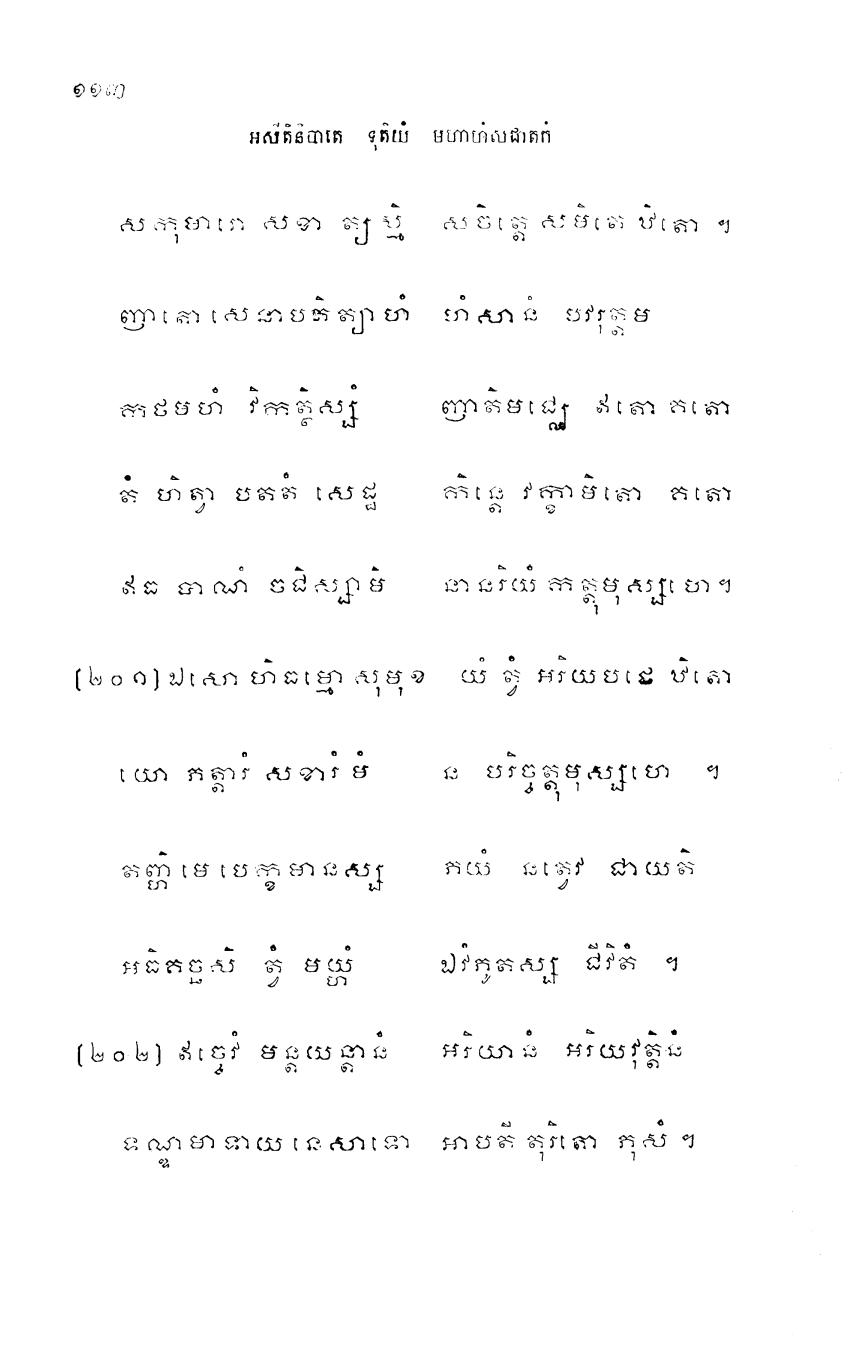 ១១៣
អសីតិនិបាតេ ទុតិយំ មហាហំសជាតកំ
សកុមារោ សខា ត្យម្ហិ សចិត្តេ សមិតេ ឋិតោ ។
ញាតោ សេនាបតិត្យាហំ ហំសានំ បវរុត្តម
កថមហំ វិកត្ថិស្សំ ញាតិមជ្ឈេ ឥតោ គតោ
តំ ហិត្វា បតតំ សេដ្ឋ កិន្តេ វក្ខាមិតោ គតោ
ឥធ បាណំ ចជិស្សាមិ នានរិយំ កត្តុមុស្សហេ។
(២០១) ឯសោ ហិ ធម្មោ សុមុខ យំ ត្វំ អរិយបថេ ឋិតោ
យោ ភត្តារំ សខារំ មំ ន បរិច្ចត្តុមុស្សហេ ។
តញ្ហិ មេ បេក្ខមានស្ស ភយំ នត្វេវ ជាយតិ
អធិគច្ឆសិ ត្វំ មយ្ហំ ឯវំភូតស្ស ជីវិតំ ។
(២០២) ឥច្ចេវំ មន្តយន្តានំ អរិយានំ អរិយវុត្តិនំ
ទណ្ឌមាទាយ នេសាទោ អាបតី តុរិតោ ភុសំ ។